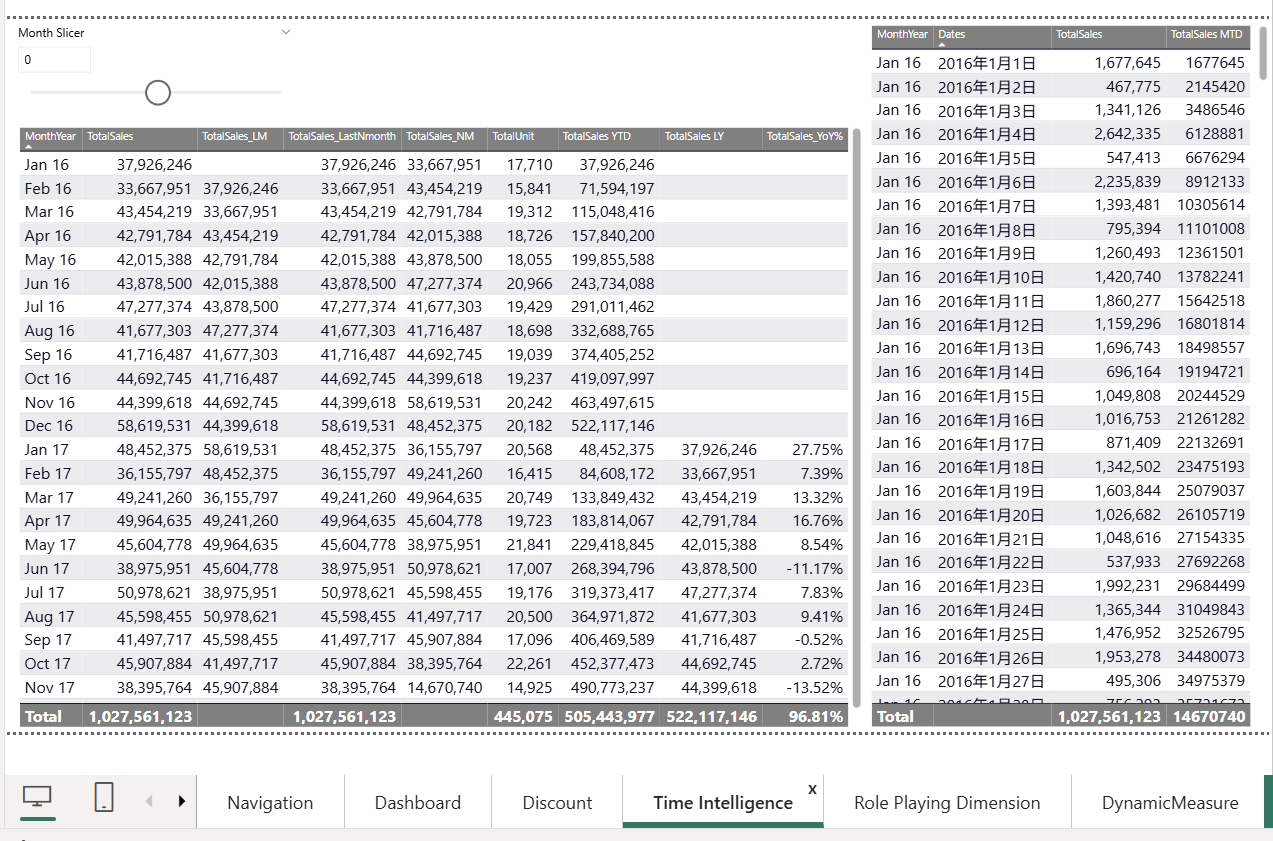 Month Slicer
0
MonthYear TotalSales TotalSales_LM TotalSales_LastNmonth TotalSales_NM TotalUnit TotalSales YTD TotalSales LY TotalSales_YoY%
Jan 16 37,926,246 37,926,246 33,667,951 17,710 37,926,246
Feb 16 33,667,951 37,926,246 33,667,951 43,454,219 15,841 71,594,197
Mar 16 43,454,219 33,667,951 43,454,219 42,791,784 19,312 115,048,416
Apr 16 42,791,784 43,454,219 42,791,784 42,015,388 18,726 157,840,200
May 16 42,015,388 42,791,784 42,015,388 43,878,500 18,055 199,855,588
Jun 16 43,878,500 42,015,388 43,878,500 47,277,374 20,966 243,734,088
Jul 16 47,277,374 43,878,500 47,277,374 41,677,303 19,429 291,011,462
Aug 16 41,677,303 47,277,374 41,677,303 41,716,487 18,698 332,688,765
Sep 16 41,716,487 41,677,303 41,716,487 44,692,745 19,039 374,405,252
Oct 16 44,692,745 41,716,487 44,692,745 44,399,618 19,237 419,097,997
Nov 16 44,399,618 44,692,745 44,399,618 58,619,531 20,242 463,497,615
Dec 16 58,619,531 44,399,618 58,619,531 48,452,375 20,182 522,117,146
Jan 17 48,452,375 58,619,531 48,452,375 36,155,797 20,568 48,452,375 37,926,246 27.75%
Feb 17 36,155,797 48,452,375 36,155,797 49,241,260 16,415 84,608,172 33,667,951 7.39%
Mar 17 49,241,260 36,155,797 49,241,260 49,964,635 20,749 133,849,432 43,454,219 13.32%
Apr 17 49,964,635 49,241,260 49,964,635 45,604,778 19,723 183,814,067 42,791,784 16.76%
May 17 45,604,778 49,964,635 45,604,778 38,975,951 21,841 229,418,845 42,015,388 8.54%
Jun 17 38,975,951 45,604,778 38,975,951 50,978,621 17,007 268,394,796 43,878,500 -11.17%
Jul 17 50,978,621 38,975,951 50,978,621 45,598,455 19,176 319,373,417 47,277,374 7.83%
Aug 17 45,598,455 50,978,621 45,598,455 41,497,717 20,500 364,971,872 41,677,303 9.41%
Sep 17 41,497,717 45,598,455 41,497,717 45,907,884 17,096 406,469,589 41,716,487 -0.52%
Oct 17 45,907,884 41,497,717 45,907,884 38,395,764 22,261 452,377,473 44,692,745 2.72%
Nov 17 38,395,764 45,907,884 38,395,764 14,670,740 14,925 490,773,237 44,399,618 -13.52%
Total 1,027,561,123 1,027,561,123 445,075 505,443,977 522,117,146 96.81%
MonthYear Dates TotalSales TotalSales MTD
Jan 16 2016年1月1日 1,677,645 1677645
Jan 16 2016年1月2日 467,775 2145420
Jan 16 2016年1月3日 1,341,126 3486546
Jan 16 2016年1月4日 2,642,335 6128881
Jan 16 2016年1月5日 547,413 6676294
Jan 16 2016年1月6日 2,235,839 8912133
Jan 16 2016年1月7日 1,393,481 10305614
Jan 16 2016年1月8日 795,394 11101008
Jan 16 2016年1月9日 1,260,493 12361501
Jan 16 2016年1月10日 1,420,740 13782241
Jan 16 2016年1月11日 1,860,277 15642518
Jan 16 2016年1月12日 1,159,296 16801814
Jan 16 2016年1月13日 1,696,743 18498557
Jan 16 2016年1月14日 696,164 19194721
Jan 16 2016年1月15日 1,049,808 20244529
Jan 16 2016年1月16日 1,016,753 21261282
Jan 16 2016年1月17日 871,409 22132691
Jan 16 2016年1月18日 1,342,502 23475193
Jan 16 2016年1月19日 1,603,844 25079037
Jan 16 2016年1月20日 1,026,682 26105719
Jan 16 2016年1月21日 1,048,616 27154335
Jan 16 2016年1月22日 537,933 27692268
Jan 16 2016年1月23日 1,992,231 29684499
Jan 16 2016年1月24日 1,365,344 31049843
Jan 16 2016年1月25日 1,476,952 32526795
Jan 16 2016年1月26日 1,953,278 34480073
Jan 16 2016年1月27日 495,306 34975379
Total 1,027,561,123 14670740
Navigation Dashboard Discount Time Intelligence x Role Playing Dimension DynamicMeasure